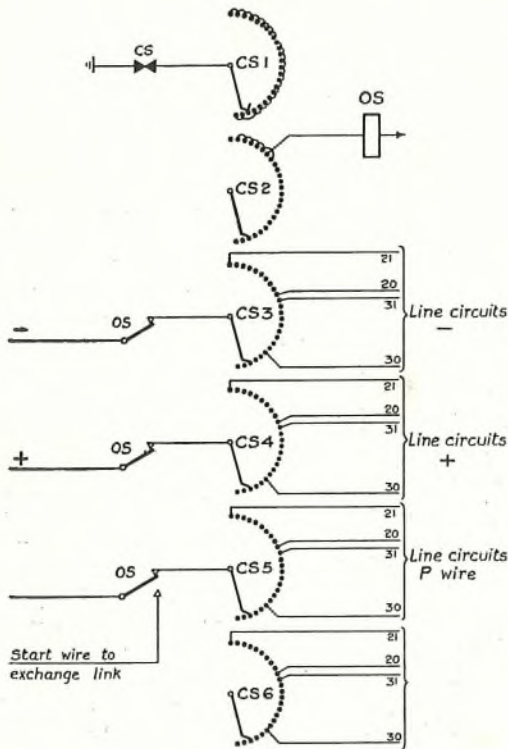 CS
CS1
OS
CS2
21
20
31
30
CS3
OS
−
Line circuits
−
21
20
31
30
CS4
OS
+
Line circuits
+
21
20
31
30
CS5
OS
Line circuits
P wire
Start wire to
exchange link
21
20
31
30
CS6